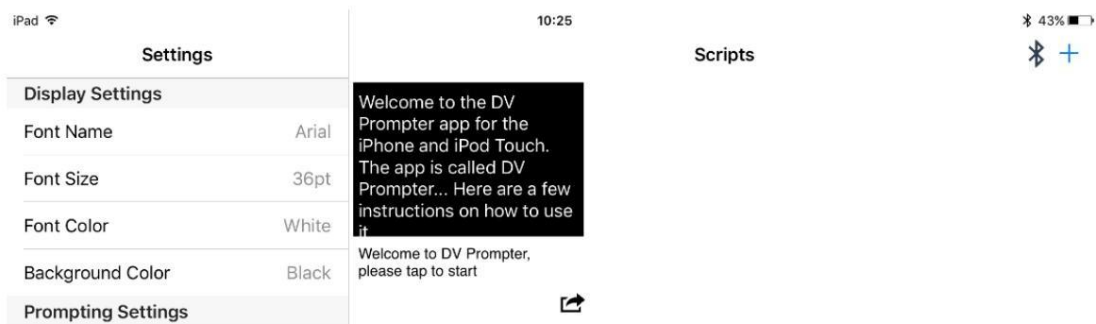 iPad 10:25 43%
Settings
Scripts
Display Settings
Font Name Arial
Font Size 36pt
Font Color White
Background Color Black
Prompting Settings
Welcome to the DV
Prompter app for the
iPhone and iPod Touch.
The app is called DV
Prompter... Here are a few
instructions on how to use
it
Welcome to DV Prompter,
please tap to start